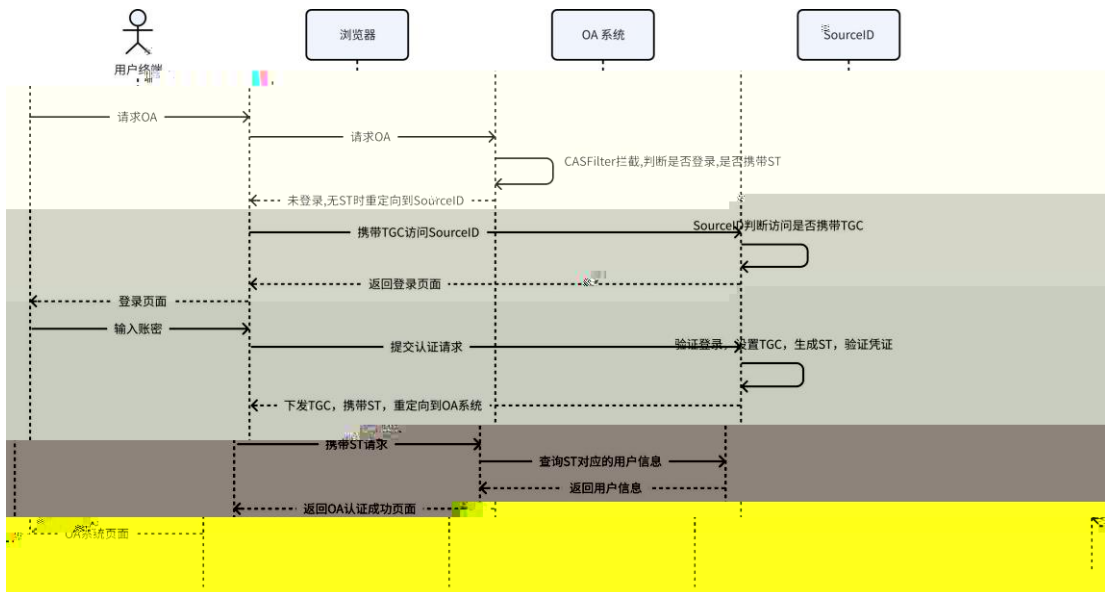 用户终端
浏览器
OA 系统
SourceID
请求OA
请求OA
CASFilter拦截,判断是否登录,是否携带ST
未登录,无ST时重定向到SourceID
携带TGC访问SourceID
SourceID判断访问是否携带TGC
返回登录页面
登录页面
输入账密
提交认证请求
验证登录，设置TGC，生成ST，验证凭证
下发TGC，携带ST，重定向到OA系统
携带ST请求
查询ST对应的用户信息
返回用户信息
返回OA认证成功页面
OA系统页面